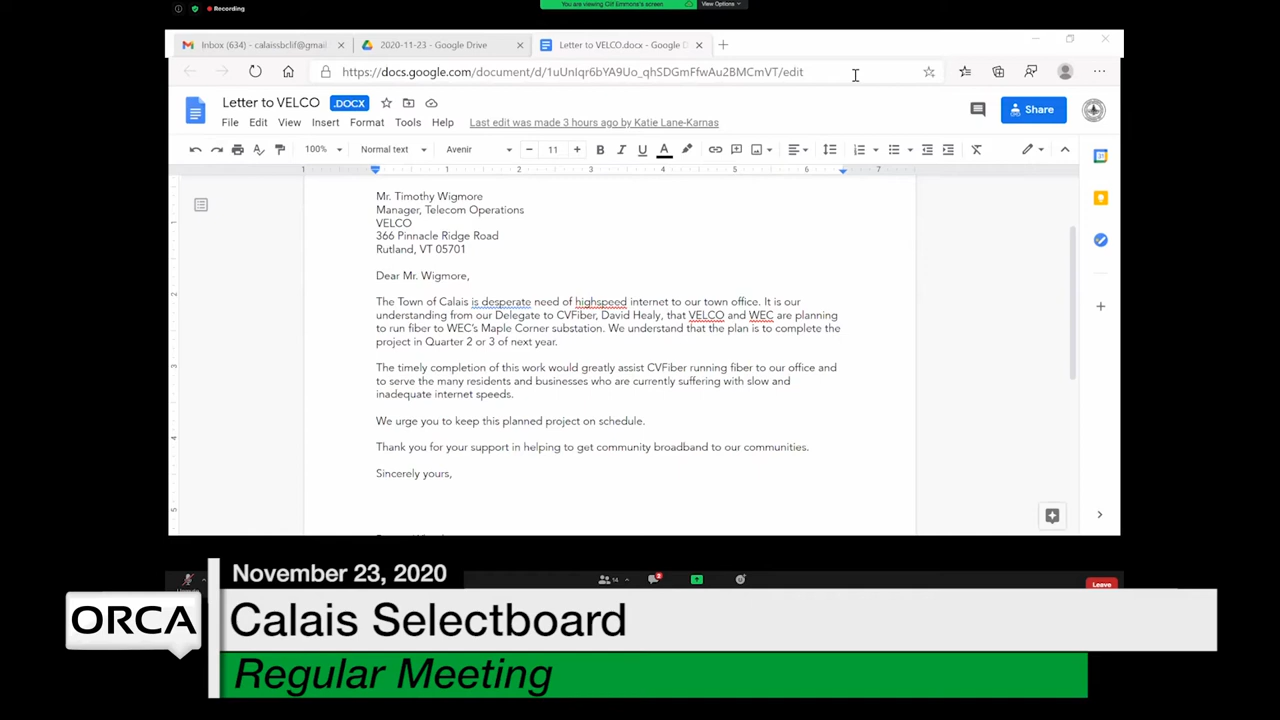 Recording
You are viewing Clif Emmons's screen
View Options
Inbox (634) - calaissbclif@gmail
2020-11-23 - Google Drive
Letter to VELCO.docx - Google D
https://docs.google.com/document/d/1uUnIqr6bYA9Uo_qhSDGmFfwAu2BMCmVT/edit
Letter to VELCO
.DOCX
Share
File Edit View Insert Format Tools Help
Last edit was made 3 hours ago by Katie Lane-Karnas
100%
Normal text
Avenir
11
B I U A
1 1 2 3 4 5 6 7
Mr. Timothy Wigmore
Manager, Telecom Operations
VELCO
366 Pinnacle Ridge Road
Rutland, VT 05701
Dear Mr. Wigmore,
The Town of Calais is desperate need of highspeed internet to our town office. It is our
understanding from our Delegate to CVFiber, David Healy, that VELCO and WEC are planning
to run fiber to WEC's Maple Corner substation. We understand that the plan is to complete the
project in Quarter 2 or 3 of next year.
The timely completion of this work would greatly assist CVFiber running fiber to our office and
to serve the many residents and businesses who are currently suffering with slow and
inadequate internet speeds.
We urge you to keep this planned project on schedule.
Thank you for your support in helping to get community broadband to our communities.
Sincerely yours,
14
Leave
November 23, 2020
ORCA
Calais Selectboard
Regular Meeting